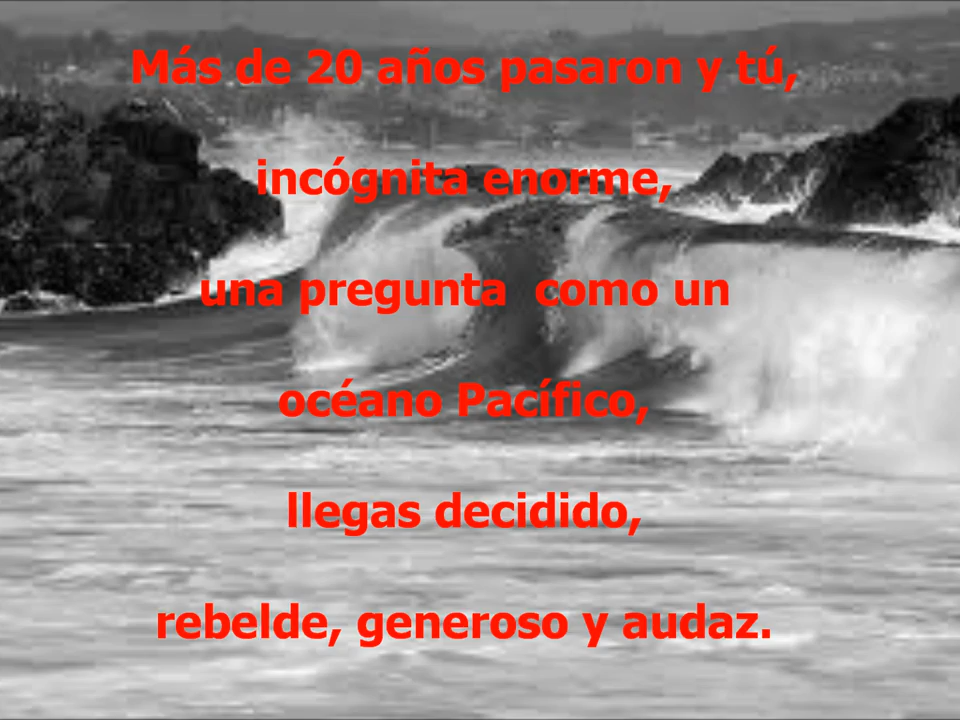 Más de 20 años pasaron y tú,
incógnita enorme,
una pregunta  como un
océano Pacífico,
llegas decidido,
rebelde, generoso y audaz.